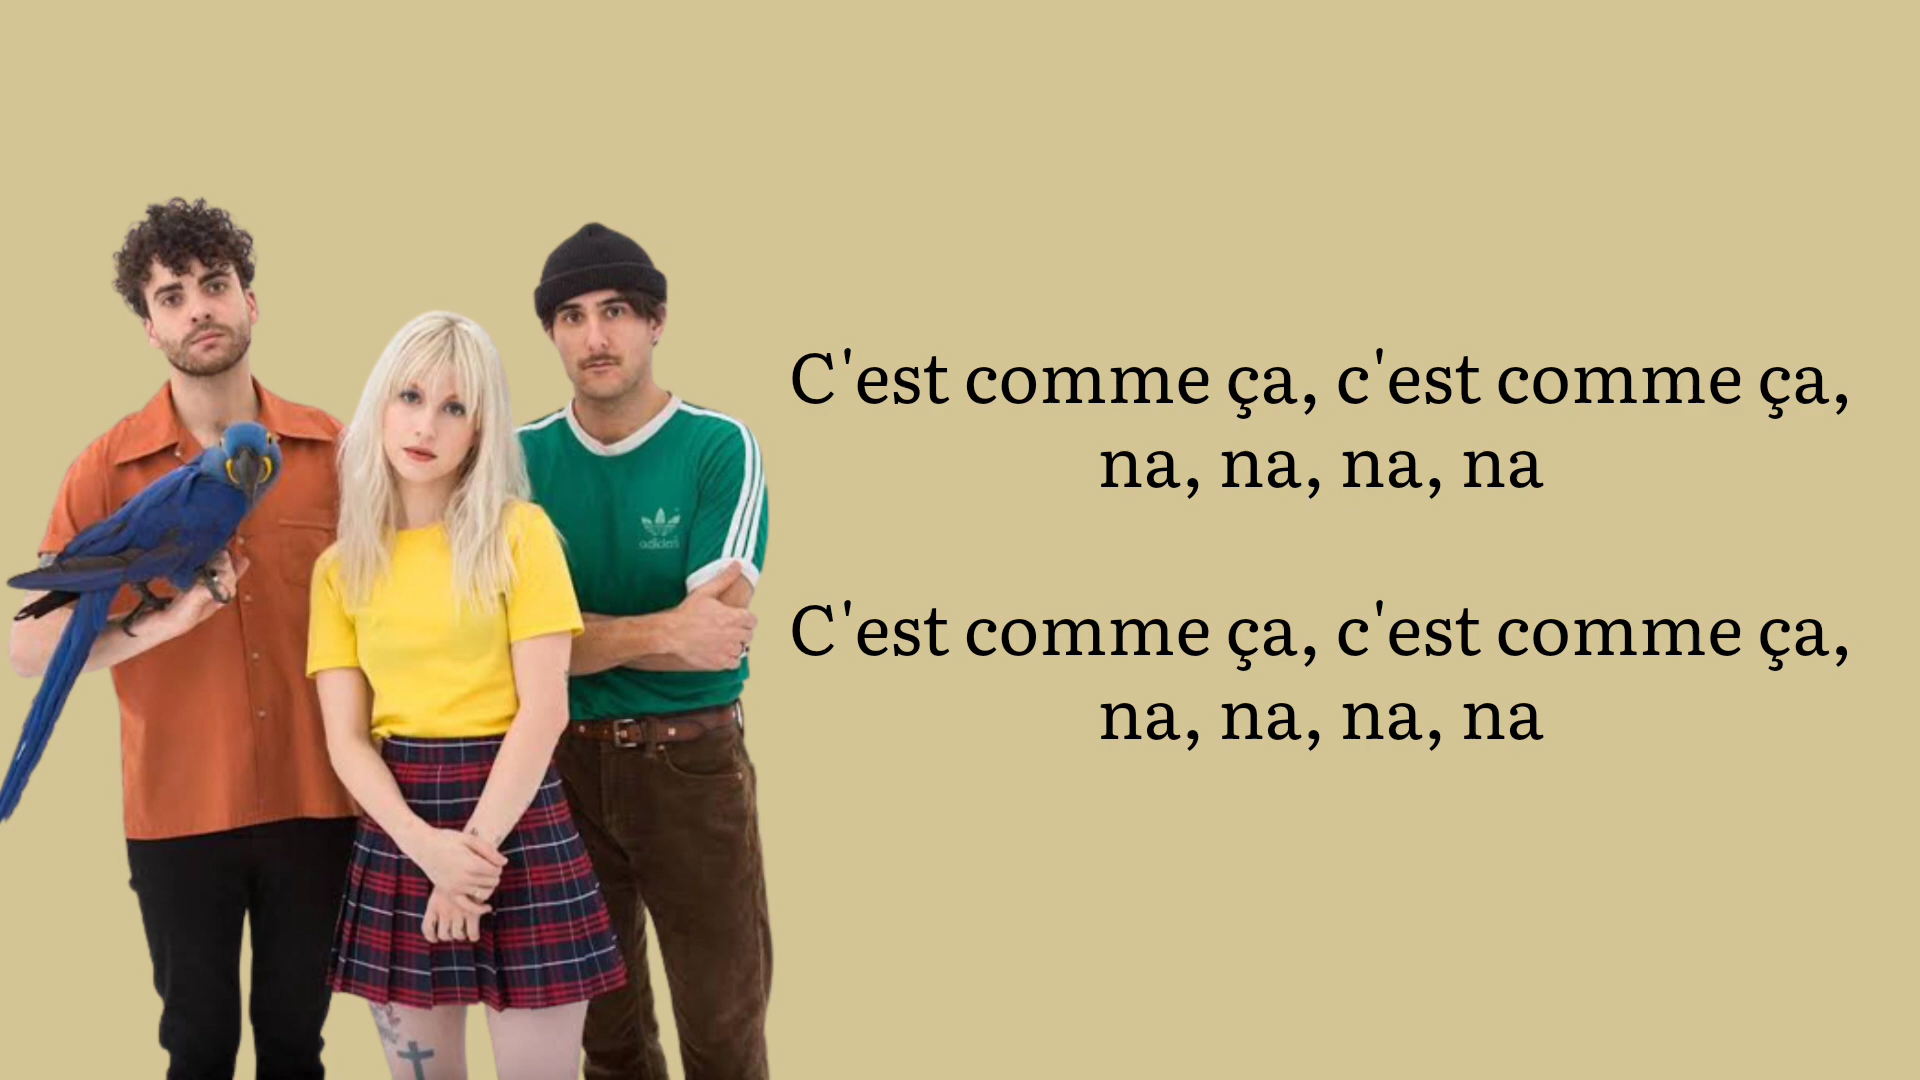 C'est comme ça, c'est comme ça,
na, na, na, na
C'est comme ça, c'est comme ça,
na, na, na, na
adidas